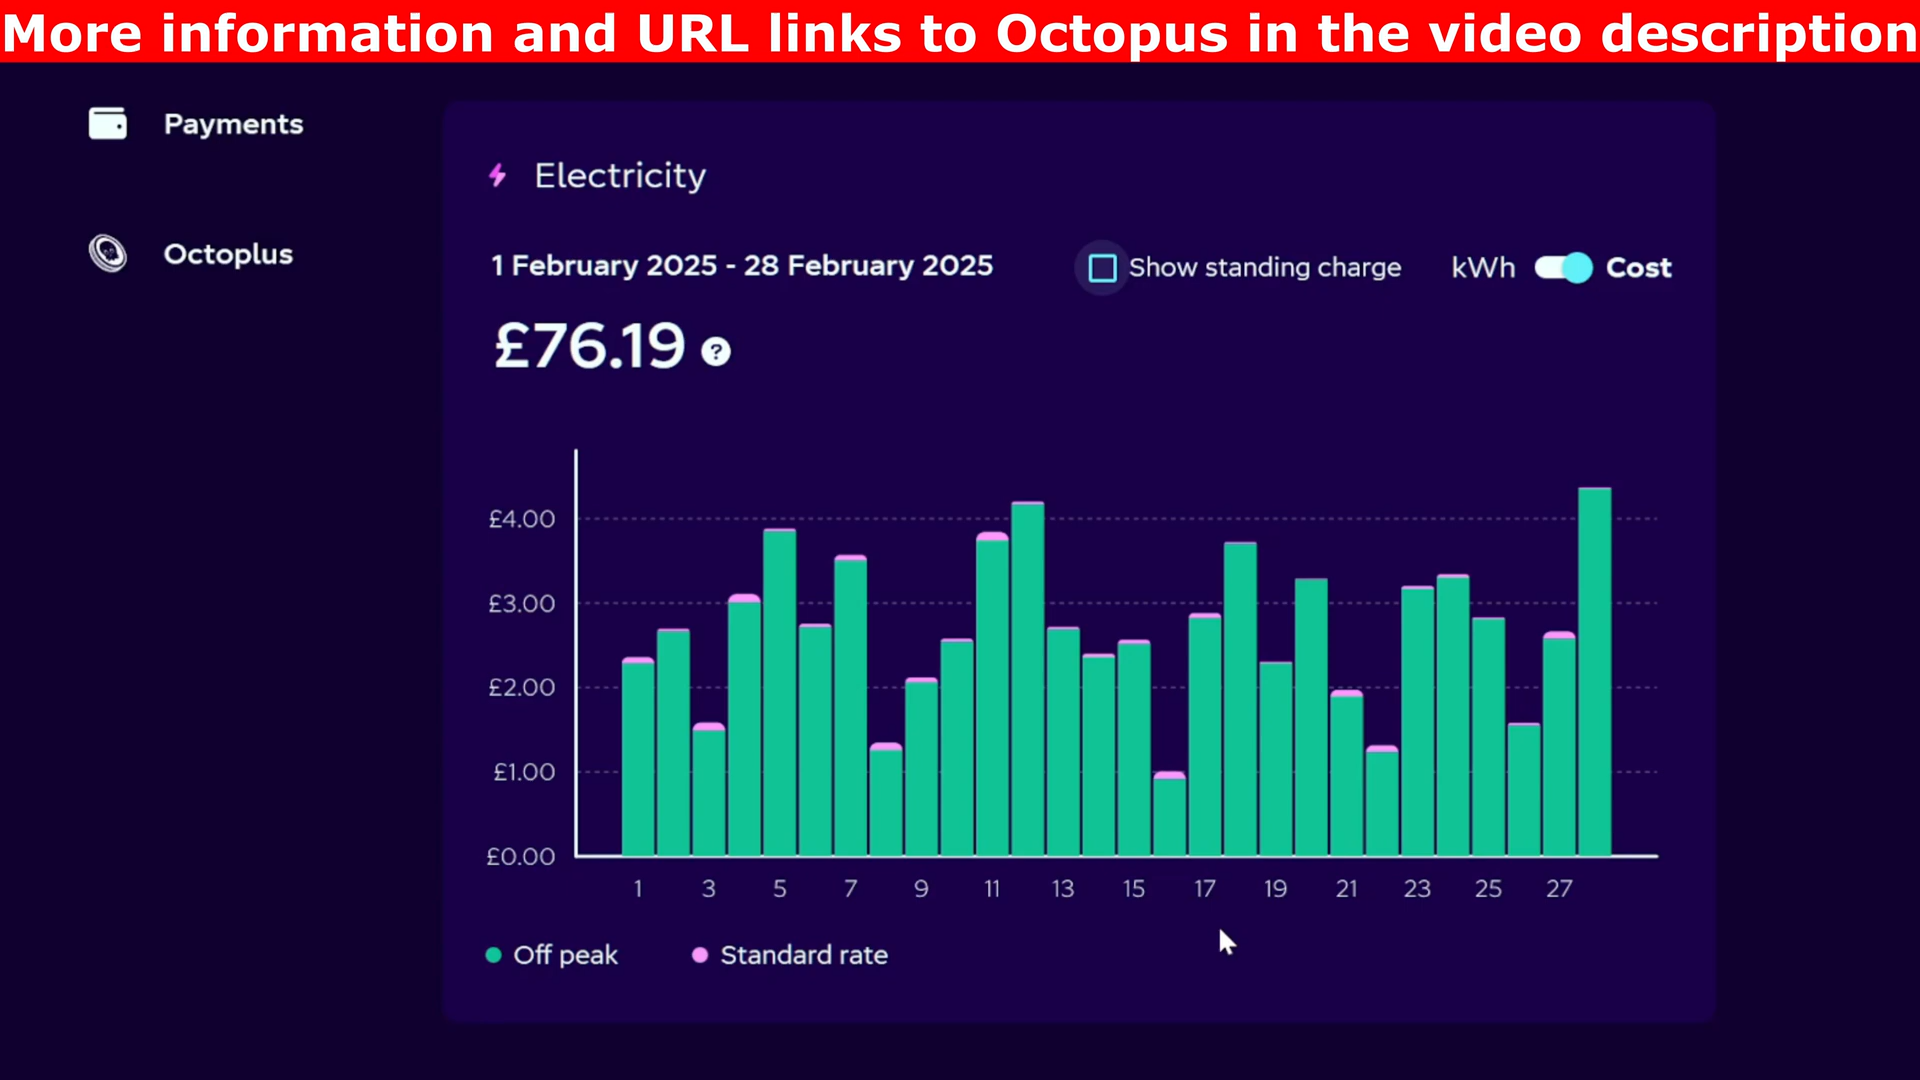 More information and URL links to Octopus in the video description
Payments
Octoplus
Electricity
1 February 2025 - 28 February 2025
Show standing charge
kWh
Cost
£76.19 ?
£4.00
£3.00
£2.00
£1.00
£0.00
1 3 5 7 9 11 13 15 17 19 21 23 25 27
Off peak
Standard rate